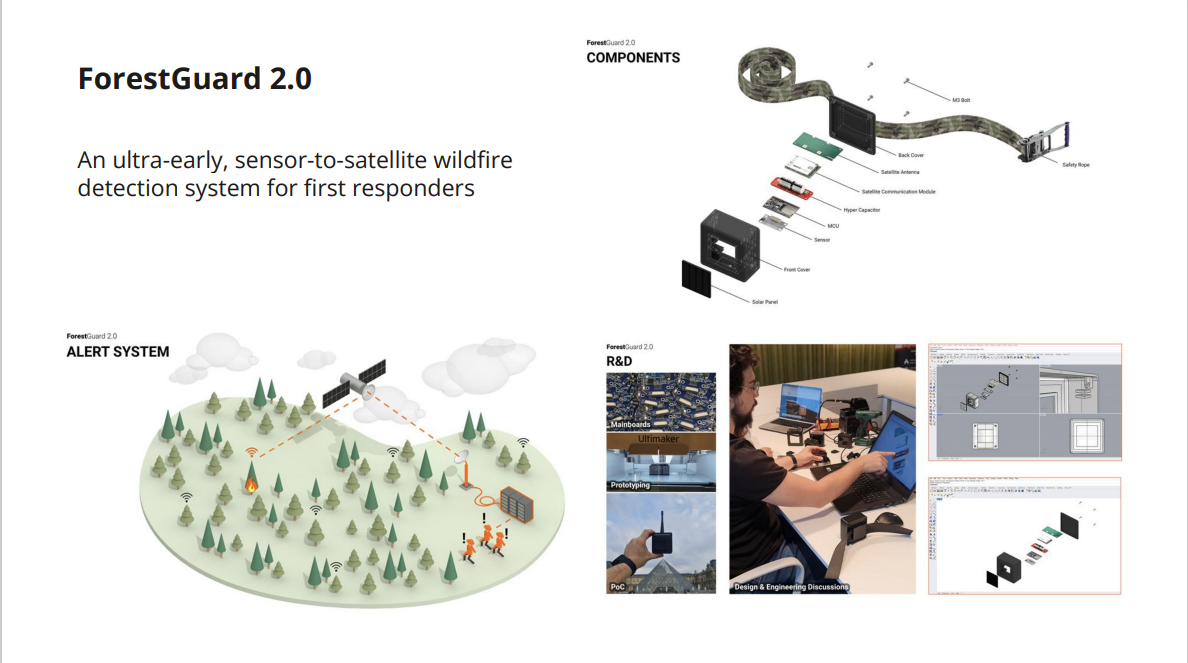 ForestGuard 2.0
An ultra-early, sensor-to-satellite wildfire
detection system for first responders
ForestGuard 2.0
COMPONENTS
M3 Bolt
Back Cover
Safety Rope
Satellite Antenna
Satellite Communication Module
Hyper Capacitor
MCU
Sensor
Front Cover
Solar Panel
ForestGuard 2.0
ALERT SYSTEM
!
!
!
ForestGuard 2.0
R&D
Mainboards
Ultimaker
Prototyping
PoC
Design & Engineering Discussions